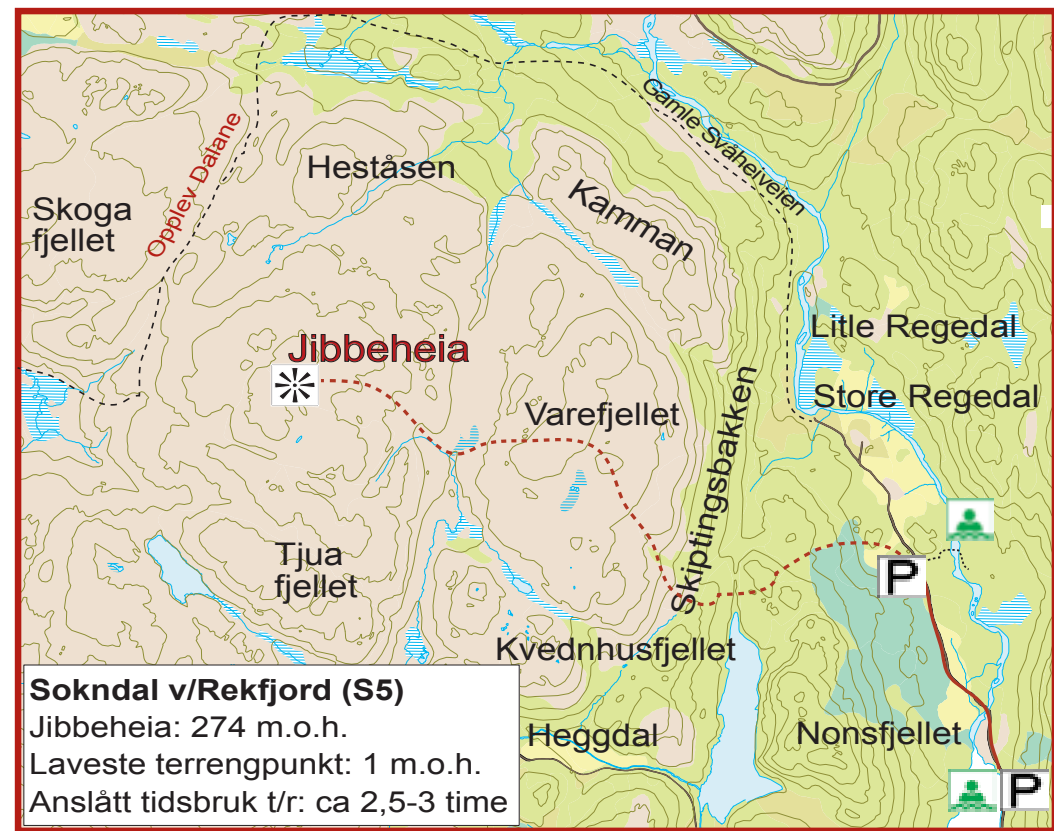 Gamle Svåheiveien
Opplev Dalane
Heståsen
Kamman
Skoga
fjellet
Litle Regedal
Jibbeheia
Store Regedal
Varefjellet
Skiptingsbakken
Tjua
fjellet
P
Kvednhusfjellet
Heggdal
Nonsfjellet
P
Sokndal v/Rekfjord (S5)
Jibbeheia: 274 m.o.h.
Laveste terrengpunkt: 1 m.o.h.
Anslått tidsbruk t/r: ca 2,5-3 time